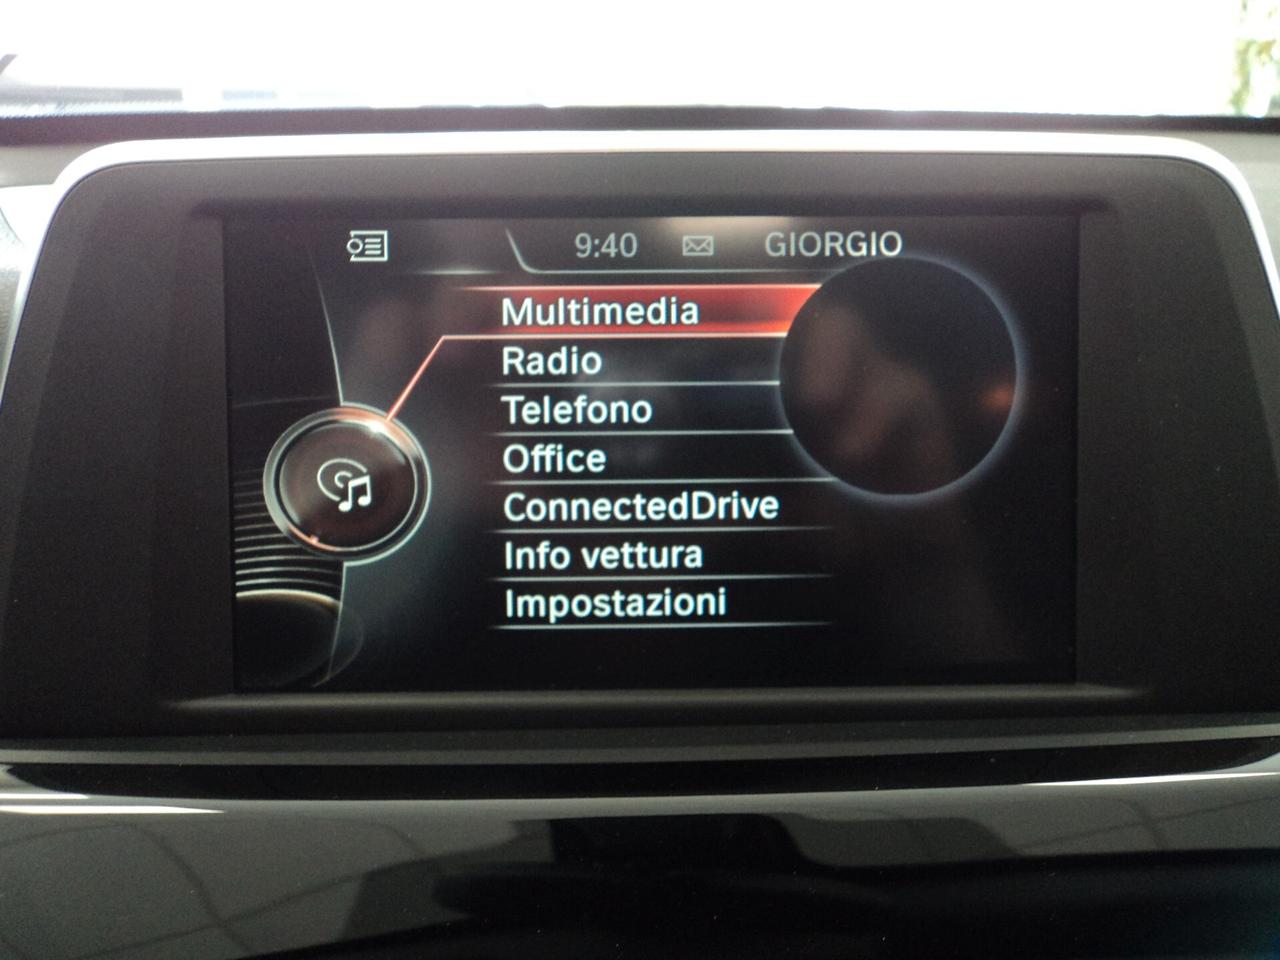 9:40 GIORGIO
Multimedia
Radio
Telefono
Office
ConnectedDrive
Info vettura
Impostazioni